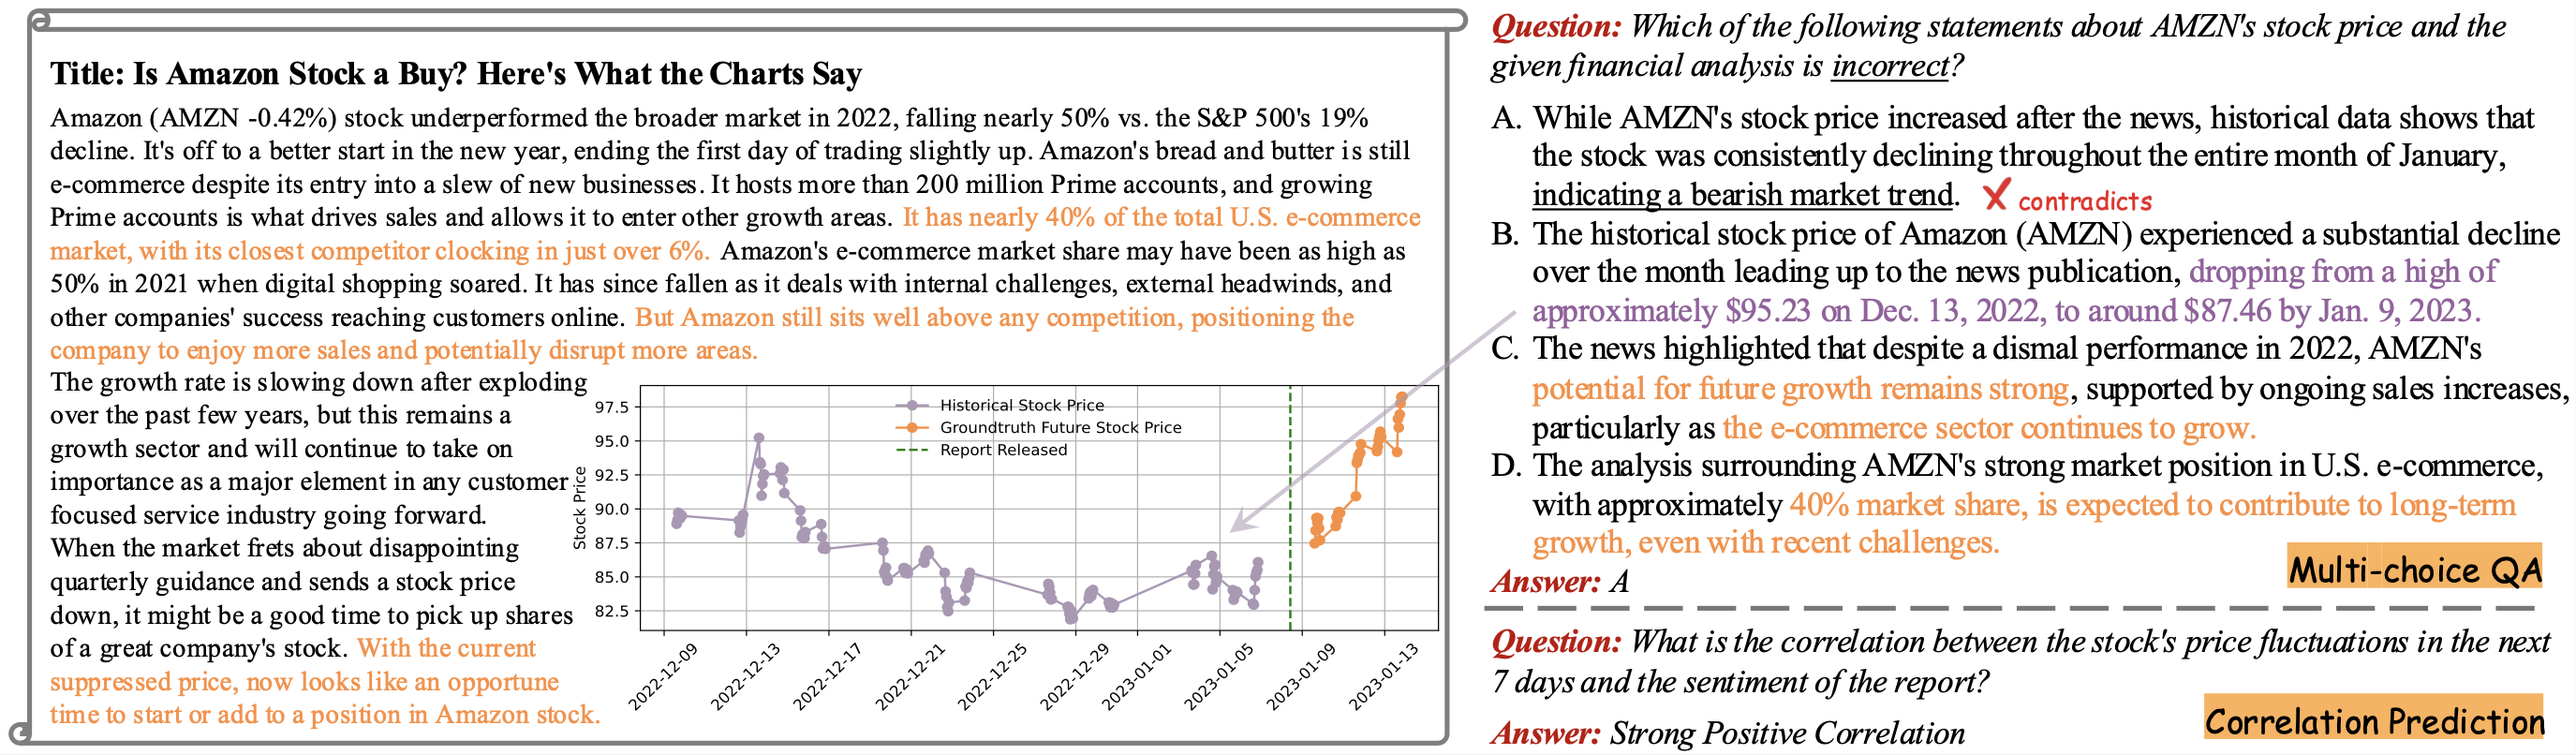 Title: Is Amazon Stock a Buy? Here's What the Charts Say
Amazon (AMZN -0.42%) stock underperformed the broader market in 2022, falling nearly 50% vs. the S&P 500's 19%
decline. It's off to a better start in the new year, ending the first day of trading slightly up. Amazon's bread and butter is still
e-commerce despite its entry into a slew of new businesses. It hosts more than 200 million Prime accounts, and growing
Prime accounts is what drives sales and allows it to enter other growth areas. It has nearly 40% of the total U.S. e-commerce
market, with its closest competitor clocking in just over 6%. Amazon's e-commerce market share may have been as high as
50% in 2021 when digital shopping soared. It has since fallen as it deals with internal challenges, external headwinds, and
other companies' success reaching customers online. But Amazon still sits well above any competition, positioning the
company to enjoy more sales and potentially disrupt more areas.
The growth rate is slowing down after exploding
over the past few years, but this remains a
growth sector and will continue to take on
importance as a major element in any customer
focused service industry going forward.
When the market frets about disappointing
quarterly guidance and sends a stock price
down, it might be a good time to pick up shares
of a great company's stock. With the current
suppressed price, now looks like an opportune
time to start or add to a position in Amazon stock.
Stock Price
97.5
95.0
92.5
90.0
87.5
85.0
82.5
Historical Stock Price
Groundtruth Future Stock Price
Report Released
2022-12-09
2022-12-13
2022-12-17
2022-12-21
2022-12-25
2022-12-29
2023-01-01
2023-01-05
2023-01-09
2023-01-13
Question: Which of the following statements about AMZN's stock price and the
given financial analysis is incorrect?
A. While AMZN's stock price increased after the news, historical data shows that
the stock was consistently declining throughout the entire month of January,
indicating a bearish market trend. ✗ contradicts
B. The historical stock price of Amazon (AMZN) experienced a substantial decline
over the month leading up to the news publication, dropping from a high of
approximately $95.23 on Dec. 13, 2022, to around $87.46 by Jan. 9, 2023.
C. The news highlighted that despite a dismal performance in 2022, AMZN's
potential for future growth remains strong, supported by ongoing sales increases,
particularly as the e-commerce sector continues to grow.
D. The analysis surrounding AMZN's strong market position in U.S. e-commerce,
with approximately 40% market share, is expected to contribute to long-term
growth, even with recent challenges.
Answer: A
Multi-choice QA
Question: What is the correlation between the stock's price fluctuations in the next
7 days and the sentiment of the report?
Answer: Strong Positive Correlation
Correlation Prediction